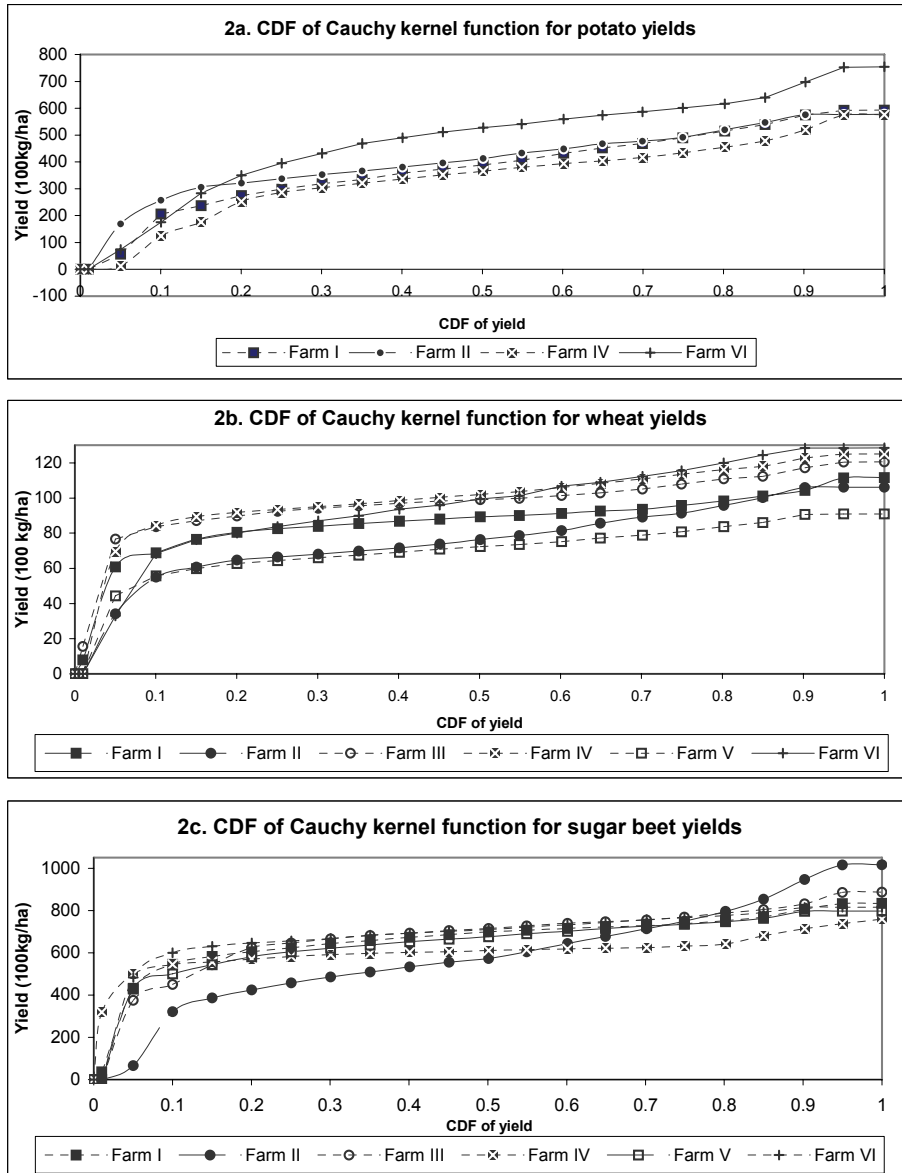 2a. CDF of Cauchy kernel function for potato yields
800
700
600
500
400
300
200
100
0
-100
Yield (100kg/ha)
0 0.1 0.2 0.3 0.4 0.5 0.6 0.7 0.8 0.9 1
CDF of yield
Farm I Farm II Farm IV Farm VI
2b. CDF of Cauchy kernel function for wheat yields
120
100
80
60
40
20
0
Yield (100 kg/ha)
0 0.1 0.2 0.3 0.4 0.5 0.6 0.7 0.8 0.9 1
CDF of yield
Farm I Farm II Farm III Farm IV Farm V Farm VI
2c. CDF of Cauchy kernel function for sugar beet yields
1000
800
600
400
200
0
Yield (100kg/ha)
0 0.1 0.2 0.3 0.4 0.5 0.6 0.7 0.8 0.9 1
CDF of yield
Farm I Farm II Farm III Farm IV Farm V Farm VI